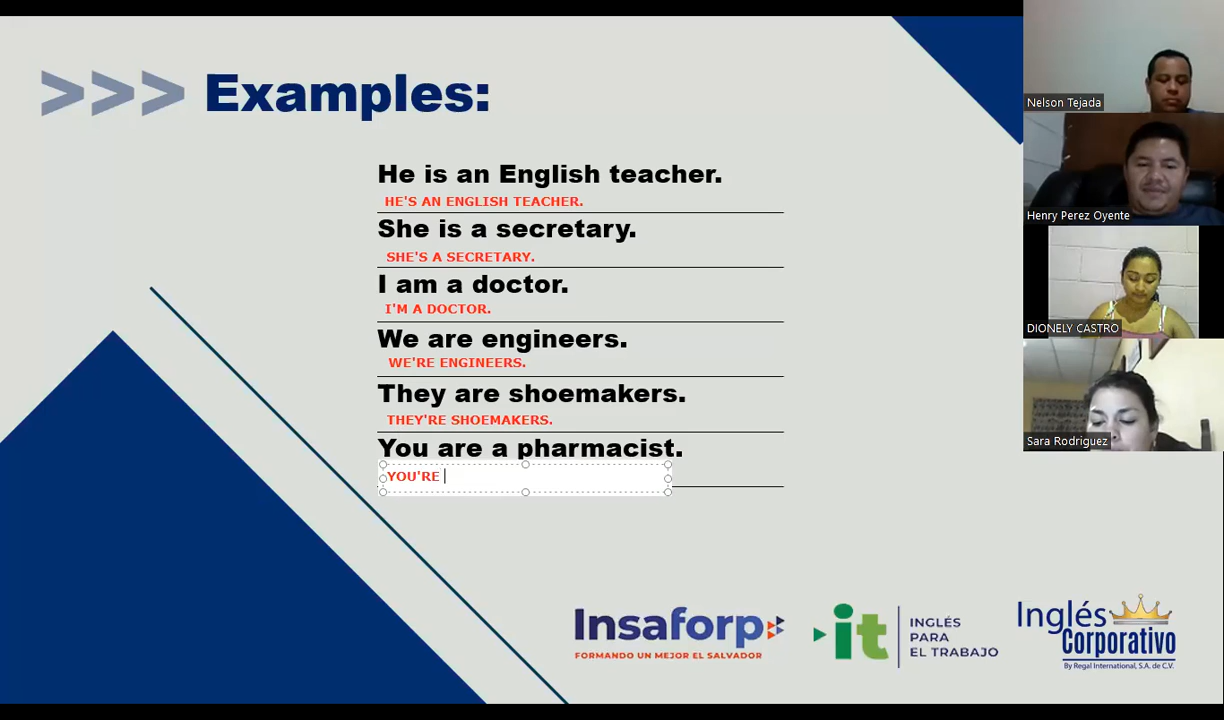 >>> Examples:
He is an English teacher.
HE'S AN ENGLISH TEACHER.
She is a secretary.
SHE'S A SECRETARY.
I am a doctor.
I'M A DOCTOR.
We are engineers.
WE'RE ENGINEERS.
They are shoemakers.
THEY'RE SHOEMAKERS.
You are a pharmacist.
YOU'RE
Nelson Tejada
Henry Perez Oyente
DIONELY CASTRO
Sara Rodriguez
Insaforp
FORMANDO UN MEJOR EL SALVADOR
it
INGLÉS
PARA
EL TRABAJO
Inglés
Corporativo
By Regal International, S.A. de C.V.